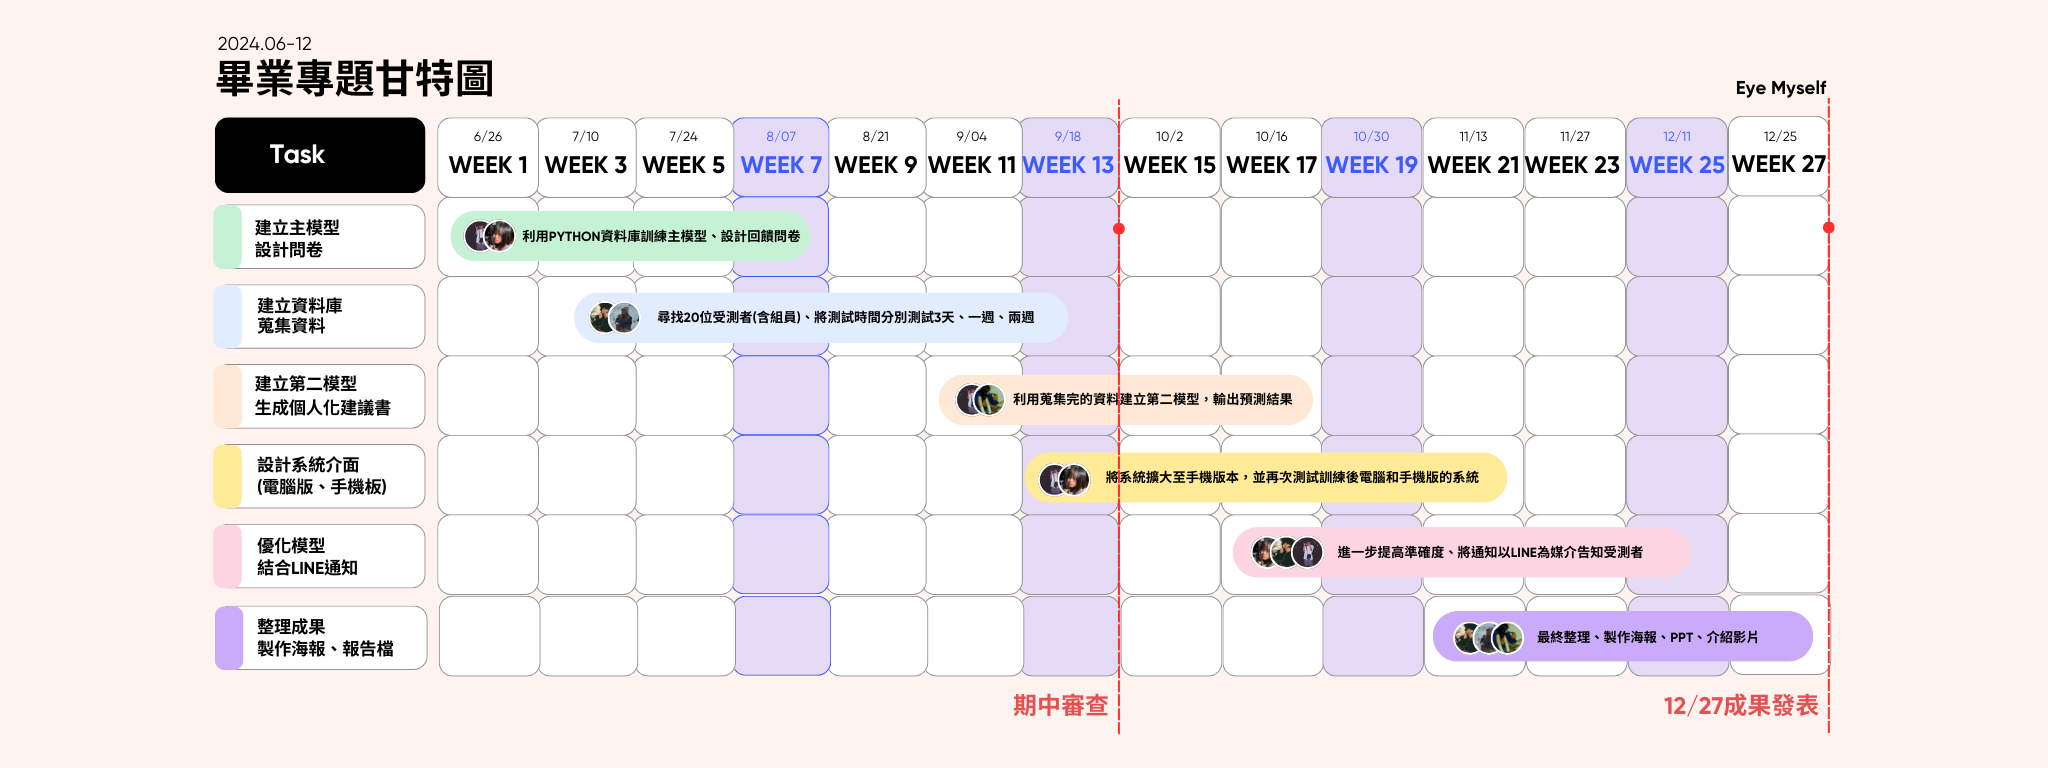 2024.06-12
畢業專題甘特圖
Eye Myself
Task
6/26
WEEK 1
7/10
WEEK 3
7/24
WEEK 5
8/07
WEEK 7
8/21
WEEK 9
9/04
WEEK 11
9/18
WEEK 13
10/2
WEEK 15
10/16
WEEK 17
10/30
WEEK 19
11/13
WEEK 21
11/27
WEEK 23
12/11
WEEK 25
12/25
WEEK 27
建立主模型
設計問卷
利用PYTHON資料庫訓練主模型、設計回饋問卷
建立資料庫
蒐集資料
尋找20位受測者(含組員)、將測試時間分別測試3天、一週、兩週
建立第二模型
生成個人化建議書
利用蒐集完的資料建立第二模型，輸出預測結果
設計系統介面
(電腦版、手機板)
將系統擴大至手機版本，並再次測試訓練後電腦和手機版的系統
優化模型
結合LINE通知
進一步提高準確度、將通知以LINE為媒介告知受測者
整理成果
製作海報、報告檔
最終整理、製作海報、PPT、介紹影片
期中審查
12/27成果發表